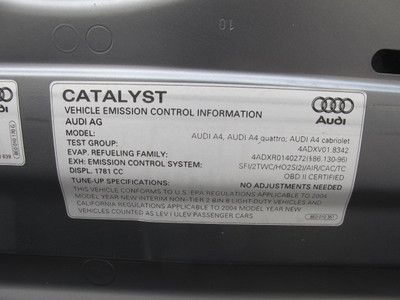 10
CATALYST
VEHICLE EMISSION CONTROL INFORMATION
AUDI AG
Audi
MODEL: AUDI A4, AUDI A4 quattro, AUDI A4 cabriolet
TEST GROUP: 4ADXV01.8342
EVAP. REFUELING FAMILY: 4ADXR0140272(§86.130-96)
EXH: EMISSION CONTROL SYSTEM: SFI/2TWC/HO2S(2)/AIR/CAC/TC
DISPL. 1781 CC OBD II CERTIFIED
TUNE-UP SPECIFICATIONS: NO ADJUSTMENTS NEEDED
THIS VEHICLE CONFORMS TO U.S. EPA REGULATIONS APPLICABLE TO 2004
MODEL YEAR NEW INTERIM NON-TIER 2 BIN 8 LIGHT-DUTY VEHICLES AND
CALIFORNIA REGULATIONS APPLICABLE TO 2004 MODEL YEAR NEW
VEHICLES COUNTED AS LEV I ULEV PASSENGER CARS